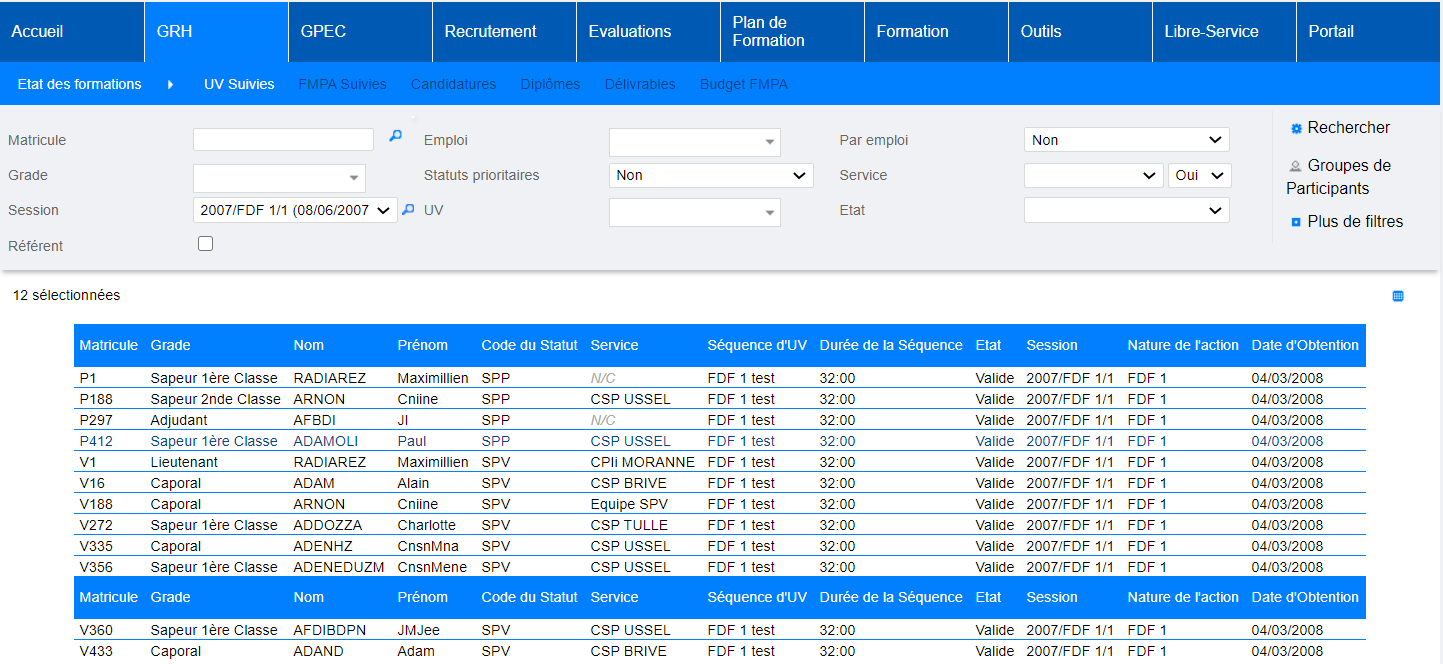 Accueil GRH GPEC Recrutement Evaluations Plan de Formation Formation Outils Libre-Service Portail
Etat des formations UV Suivies FMPA Suivies Candidatures Diplômes Délivrables Budget FMPA
Matricule Emploi Par emploi Non Rechercher
Grade Statuts prioritaires Non Service Oui Groupes de Participants
Session 2007/FDF 1/1 (08/06/2007 UV Etat Plus de filtres
Référent
12 sélectionnées
Matricule Grade Nom Prénom Code du Statut Service Séquence d'UV Durée de la Séquence Etat Session Nature de l'action Date d'Obtention
P1 Sapeur 1ère Classe RADIAREZ Maximillien SPP N/C FDF 1 test 32:00 Valide 2007/FDF 1/1 FDF 1 04/03/2008
P188 Sapeur 2nde Classe ARNON Cniine SPP CSP USSEL FDF 1 test 32:00 Valide 2007/FDF 1/1 FDF 1 04/03/2008
P297 Adjudant AFBDI JI SPP N/C FDF 1 test 32:00 Valide 2007/FDF 1/1 FDF 1 04/03/2008
P412 Sapeur 1ère Classe ADAMOLI Paul SPP CSP USSEL FDF 1 test 32:00 Valide 2007/FDF 1/1 FDF 1 04/03/2008
V1 Lieutenant RADIAREZ Maximillien SPV CPIi MORANNE FDF 1 test 32:00 Valide 2007/FDF 1/1 FDF 1 04/03/2008
V16 Caporal ADAM Alain SPV CSP BRIVE FDF 1 test 32:00 Valide 2007/FDF 1/1 FDF 1 04/03/2008
V188 Caporal ARNON Cniine SPV Equipe SPV FDF 1 test 32:00 Valide 2007/FDF 1/1 FDF 1 04/03/2008
V272 Sapeur 1ère Classe ADDOZZA Charlotte SPV CSP TULLE FDF 1 test 32:00 Valide 2007/FDF 1/1 FDF 1 04/03/2008
V335 Caporal ADENHZ CnsnMna SPV CSP USSEL FDF 1 test 32:00 Valide 2007/FDF 1/1 FDF 1 04/03/2008
V356 Sapeur 1ère Classe ADENEDUZM CnsnMene SPV CSP USSEL FDF 1 test 32:00 Valide 2007/FDF 1/1 FDF 1 04/03/2008
Matricule Grade Nom Prénom Code du Statut Service Séquence d'UV Durée de la Séquence Etat Session Nature de l'action Date d'Obtention
V360 Sapeur 1ère Classe AFDIBDPN JMJee SPV CSP USSEL FDF 1 test 32:00 Valide 2007/FDF 1/1 FDF 1 04/03/2008
V433 Caporal ADAND Adam SPV CSP BRIVE FDF 1 test 32:00 Valide 2007/FDF 1/1 FDF 1 04/03/2008